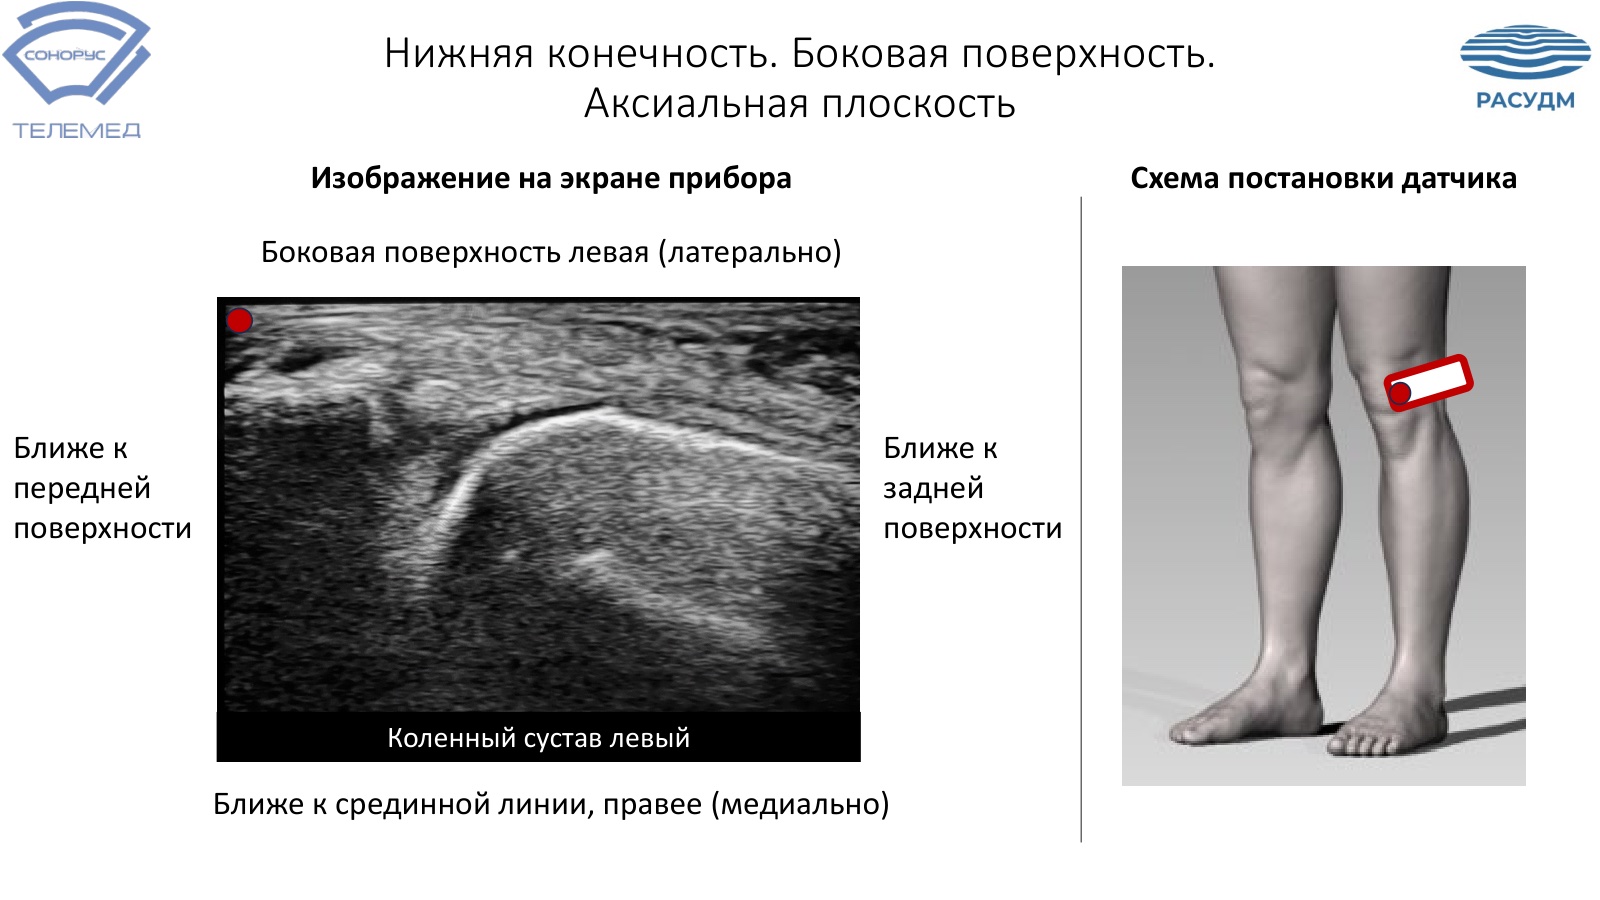 СОНОРУС
ТЕЛЕМЕД
Нижняя конечность. Боковая поверхность.
Аксиальная плоскость
РАСУДМ
Изображение на экране прибора
Схема постановки датчика
Боковая поверхность левая (латерально)
Ближе к
передней
поверхности
Ближе к
задней
поверхности
Коленный сустав левый
Ближе к срединной линии, правее (медиально)